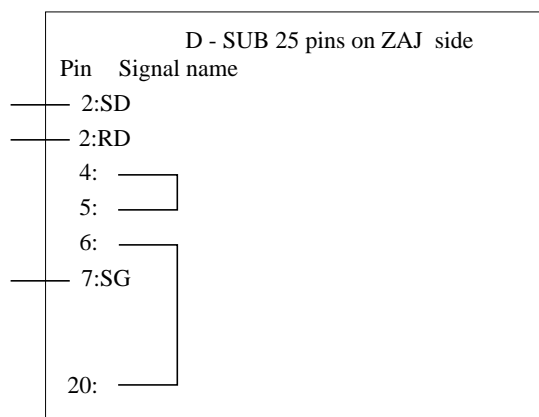 D - SUB 25 pins on ZAJ side
Pin Signal name
2:SD
2:RD
4:
5:
6:
7:SG
20: